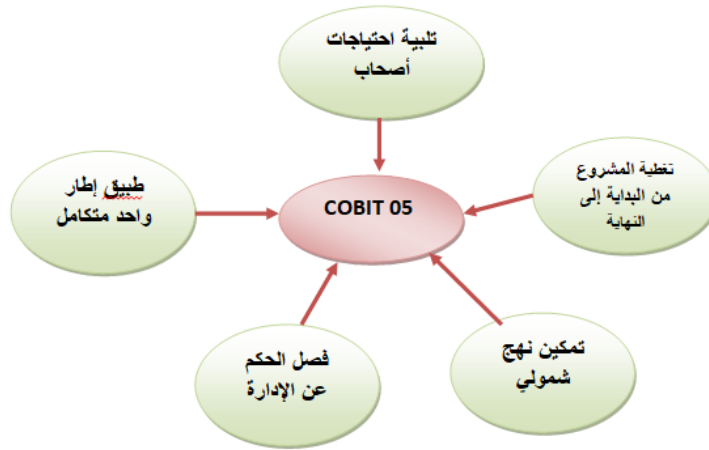 تلبية احتياجات
أصحاب
تغطية المشروع
من البداية إلى
النهاية
طبيق إطار
واحد متكامل
COBIT 05
تمكين نهج
شمولي
فصل الحكم
عن الإدارة